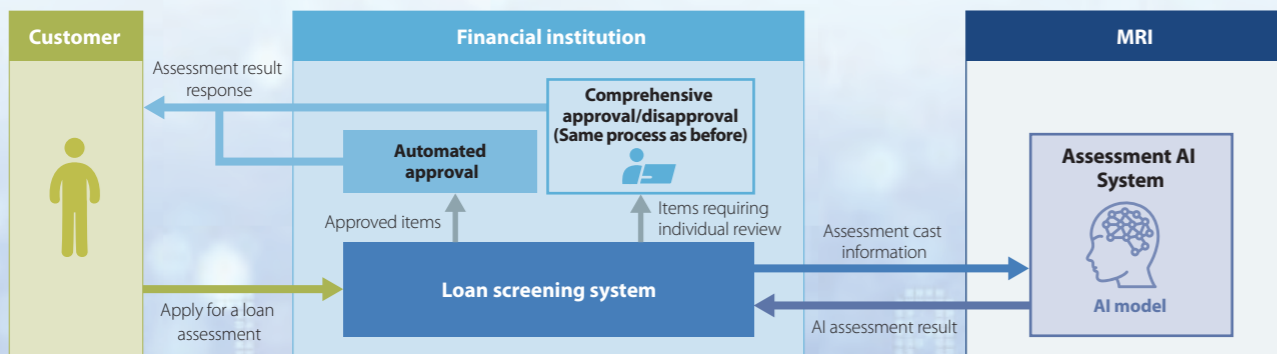 Customer
Financial institution
MRI
Assessment result
response
Comprehensive
approval/disapproval
(Same process as before)
Automated
approval
Assessment AI
System
Approved items
Items requiring
individual review
Assessment cast
information
Loan screening system
AI model
Apply for a loan
assessment
AI assessment result